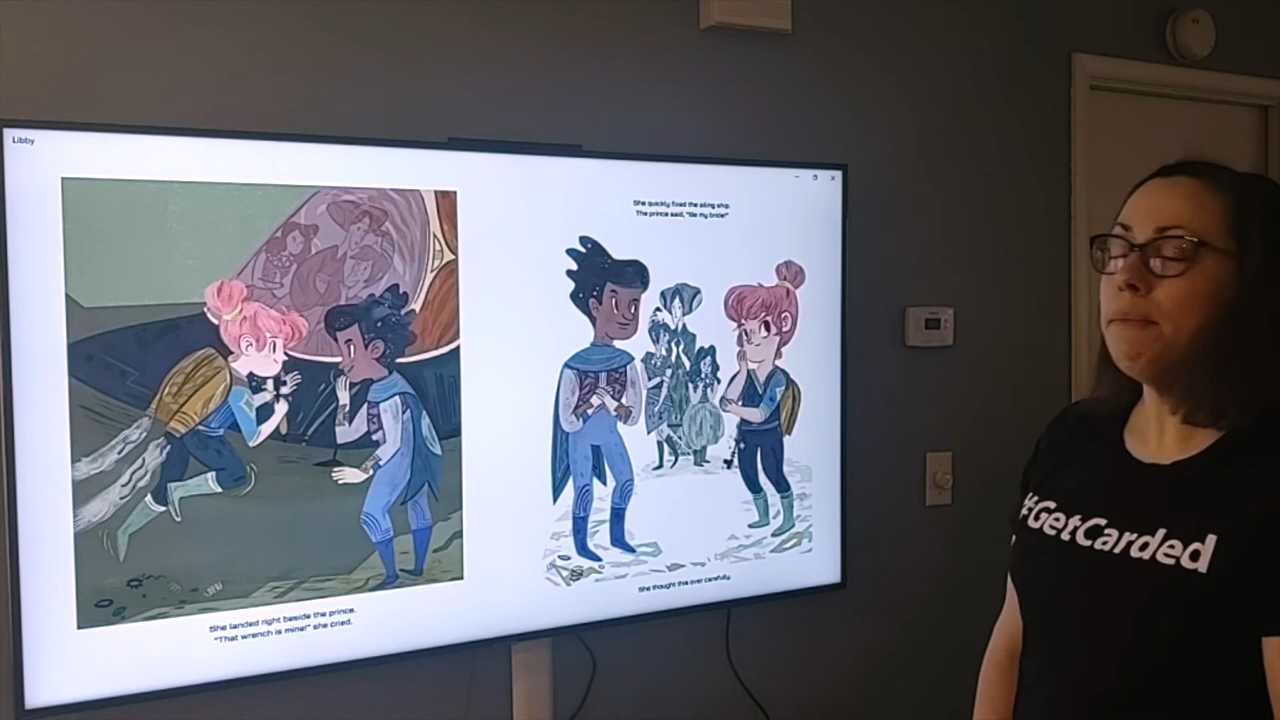 Libby
She landed right beside the prince.
"That wrench is mine!" she cried.
She quickly fixed the ailing ship.
The prince said, "Be my bride!"
She thought this over carefully.
#GetCarded